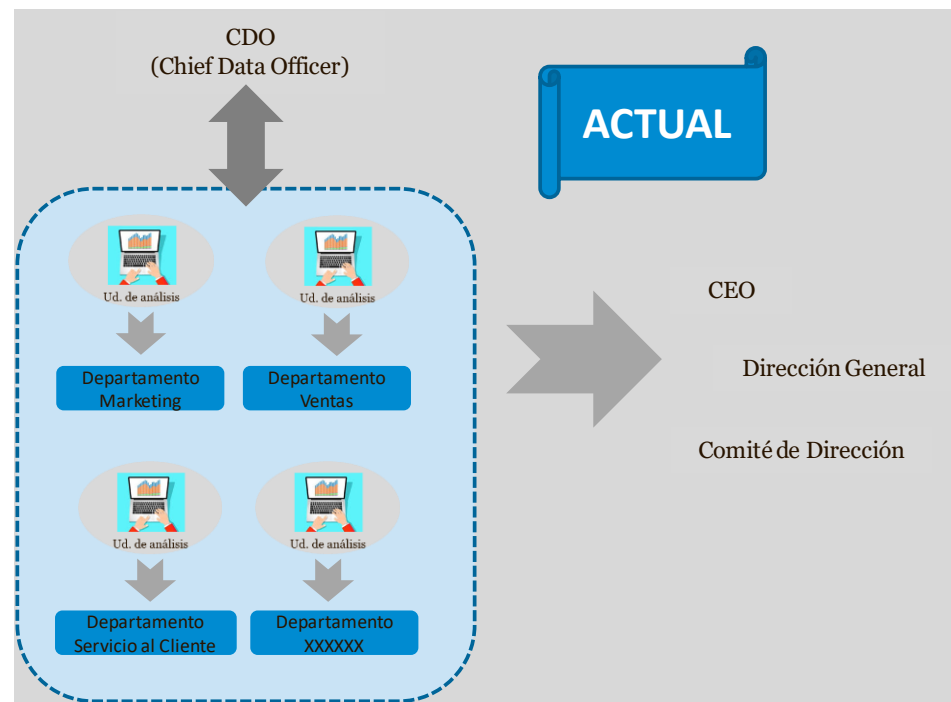 CDO
(Chief Data Officer)
ACTUAL
Ud. de análisis
Ud. de análisis
Departamento
Marketing
Departamento
Ventas
CEO
Dirección General
Comité de Dirección
Ud. de análisis
Ud. de análisis
Departamento
Servicio al Cliente
Departamento
XXXXXX